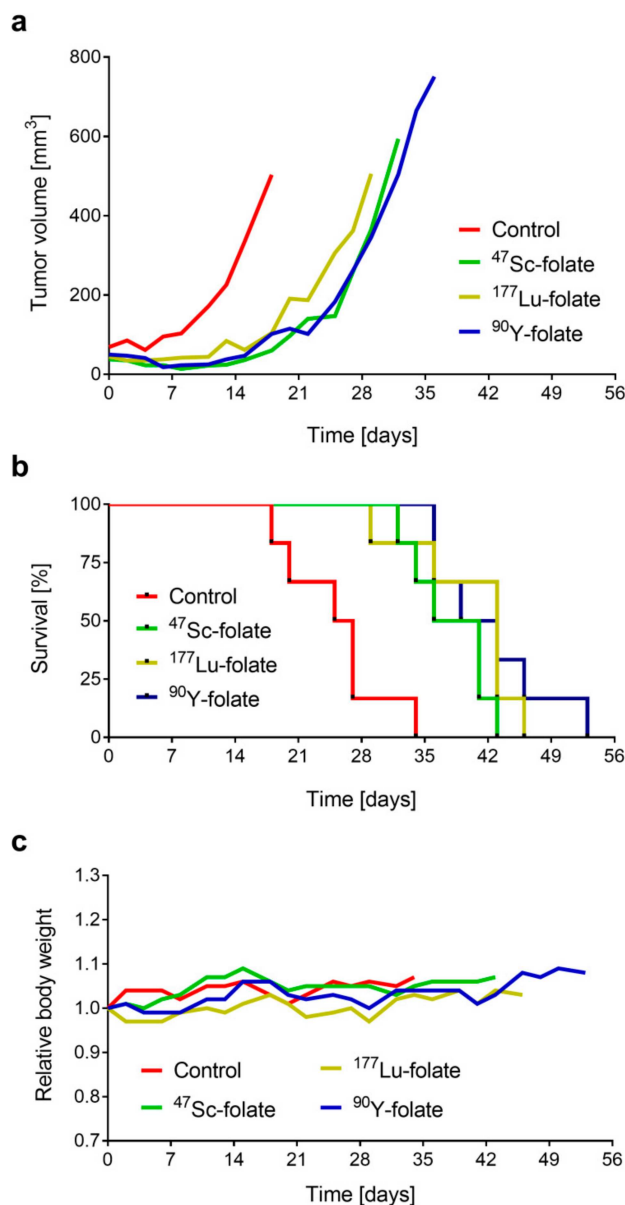 a
800
600
400
200
0
Tumor volume [mm³]
Control
⁴⁷Sc-folate
¹⁷⁷Lu-folate
⁹⁰Y-folate
0 7 14 21 28 35 42 49 56
Time [days]
b
100
75
50
25
0
Survival [%]
Control
⁴⁷Sc-folate
¹⁷⁷Lu-folate
⁹⁰Y-folate
0 7 14 21 28 35 42 49 56
Time [days]
c
1.3
1.2
1.1
1.0
0.9
0.8
0.7
Relative body weight
Control ¹⁷⁷Lu-folate
⁴⁷Sc-folate ⁹⁰Y-folate
0 7 14 21 28 35 42 49 56
Time [days]